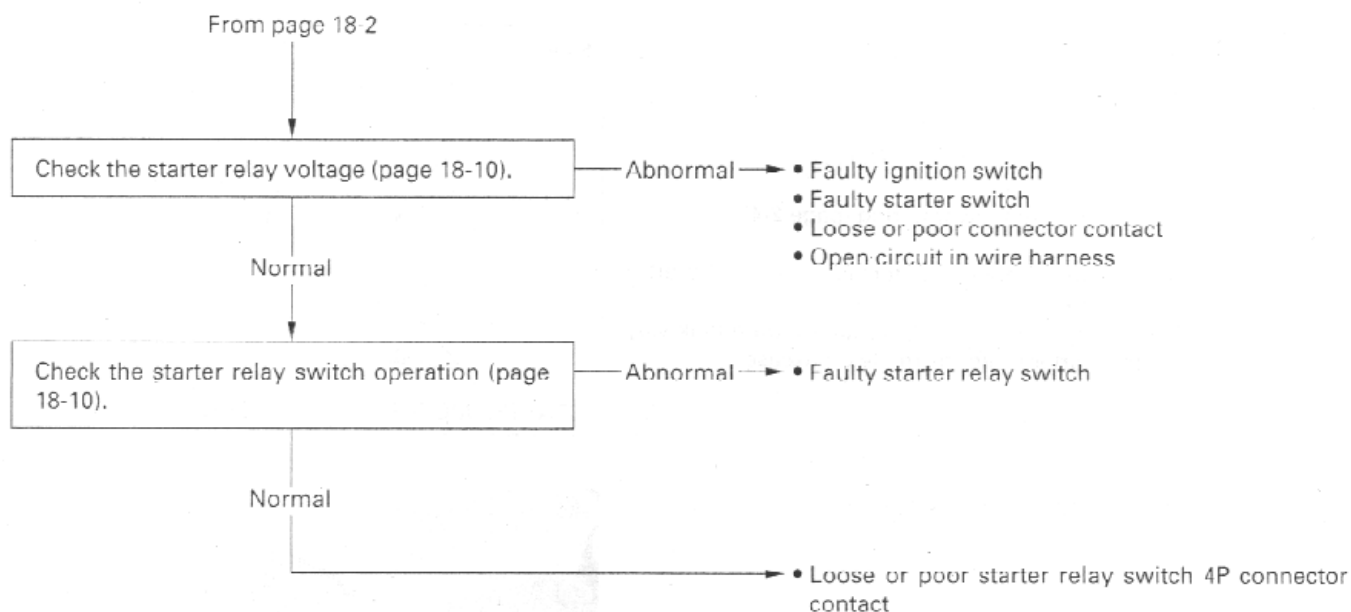 From page 18-2
Check the starter relay voltage (page 18-10).
Abnormal
• Faulty ignition switch
• Faulty starter switch
• Loose or poor connector contact
• Open circuit in wire harness
Normal
Check the starter relay switch operation (page
18-10).
Abnormal
• Faulty starter relay switch
Normal
• Loose or poor starter relay switch 4P connector
contact